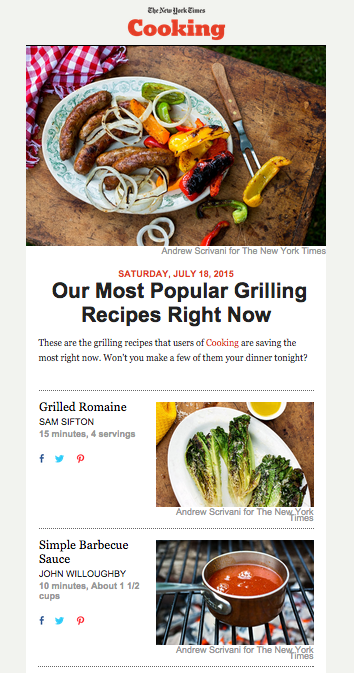 The New York Times
Cooking
Andrew Scrivani for The New York Times
SATURDAY, JULY 18, 2015
Our Most Popular Grilling
Recipes Right Now
These are the grilling recipes that users of Cooking are saving the
most right now. Won't you make a few of them your dinner tonight?
Grilled Romaine
SAM SIFTON
15 minutes, 4 servings
Andrew Scrivani for The New York
Times
Simple Barbecue
Sauce
JOHN WILLOUGHBY
10 minutes, About 1 1/2
cups
Andrew Scrivani for The New York
Times